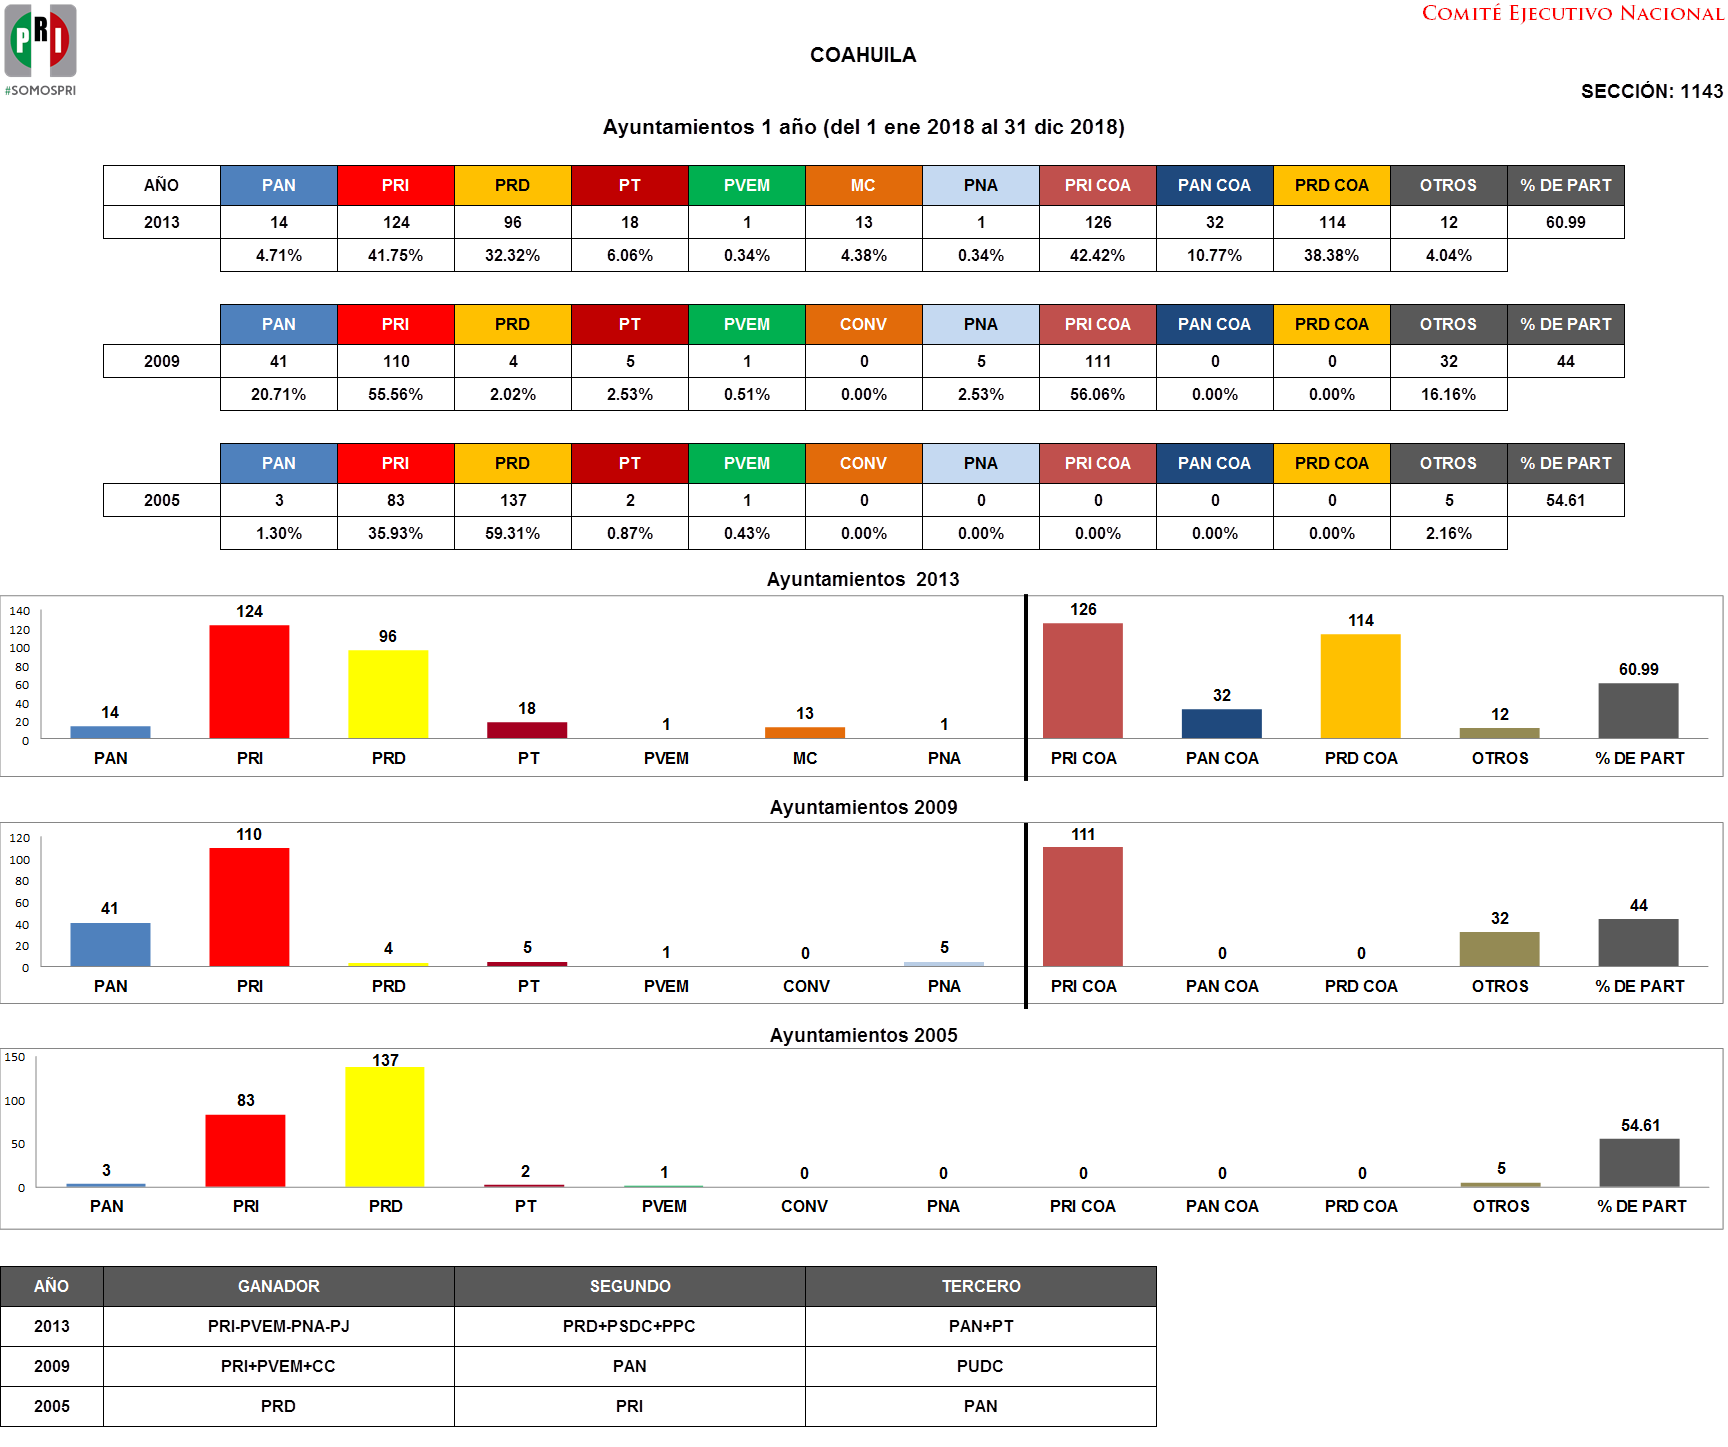 PRI
#SOMOSPRI
COMITÉ EJECUTIVO NACIONAL
COAHUILA
SECCIÓN: 1143
Ayuntamientos 1 año (del 1 ene 2018 al 31 dic 2018)
AÑO PAN PRI PRD PT PVEM MC PNA PRI COA PAN COA PRD COA OTROS % DE PART
2013 14 124 96 18 1 13 1 126 32 114 12 60.99
4.71% 41.75% 32.32% 6.06% 0.34% 4.38% 0.34% 42.42% 10.77% 38.38% 4.04%
PAN PRI PRD PT PVEM CONV PNA PRI COA PAN COA PRD COA OTROS % DE PART
2009 41 110 4 5 1 0 5 111 0 0 32 44
20.71% 55.56% 2.02% 2.53% 0.51% 0.00% 2.53% 56.06% 0.00% 0.00% 16.16%
PAN PRI PRD PT PVEM CONV PNA PRI COA PAN COA PRD COA OTROS % DE PART
2005 3 83 137 2 1 0 0 0 0 0 5 54.61
1.30% 35.93% 59.31% 0.87% 0.43% 0.00% 0.00% 0.00% 0.00% 0.00% 2.16%
Ayuntamientos 2013
140
120
100
80
60
40
20
0
14 124 96 18 1 13 1 126 32 114 12 60.99
PAN PRI PRD PT PVEM MC PNA PRI COA PAN COA PRD COA OTROS % DE PART
Ayuntamientos 2009
120
100
80
60
40
20
0
41 110 4 5 1 0 5 111 0 0 32 44
PAN PRI PRD PT PVEM CONV PNA PRI COA PAN COA PRD COA OTROS % DE PART
Ayuntamientos 2005
150
100
50
0
3 83 137 2 1 0 0 0 0 0 5 54.61
PAN PRI PRD PT PVEM CONV PNA PRI COA PAN COA PRD COA OTROS % DE PART
AÑO GANADOR SEGUNDO TERCERO
2013 PRI-PVEM-PNA-PJ PRD+PSDC+PPC PAN+PT
2009 PRI+PVEM+CC PAN PUDC
2005 PRD PRI PAN